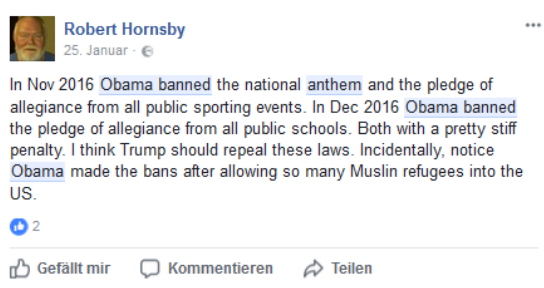 Robert Hornsby
25. Januar ·
In Nov 2016 Obama banned the national anthem and the pledge of
allegiance from all public sporting events. In Dec 2016 Obama banned
the pledge of allegiance from all public schools. Both with a pretty stiff
penalty. I think Trump should repeal these laws. Incidentally, notice
Obama made the bans after allowing so many Muslin refugees into the
US.
2
Gefällt mir Kommentieren Teilen